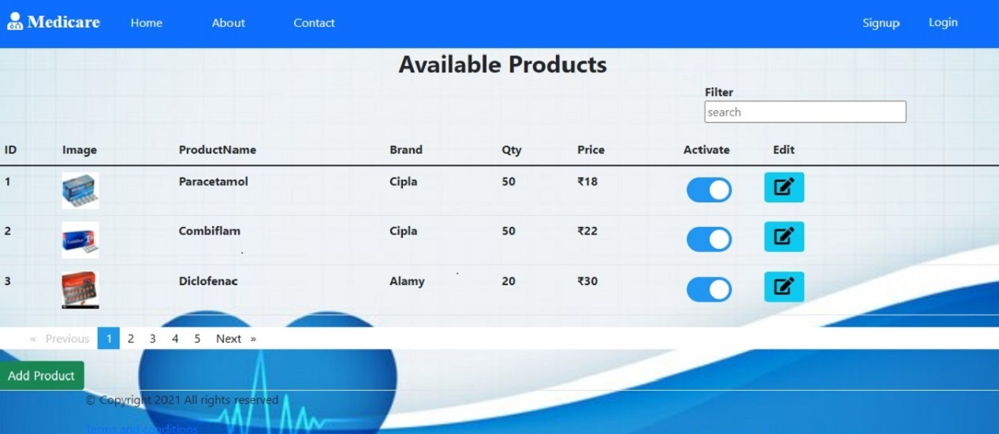 Medicare Home About Contact Signup Login
Available Products
Filter
search
ID Image ProductName Brand Qty Price Activate Edit
1 Paracetamol Cipla 50 ₹18
2 Combiflam Cipla 50 ₹22
3 Diclofenac Alamy 20 ₹30
« Previous 1 2 3 4 5 Next »
Add Product
© Copyright 2021 All rights reserved
Terms and conditions